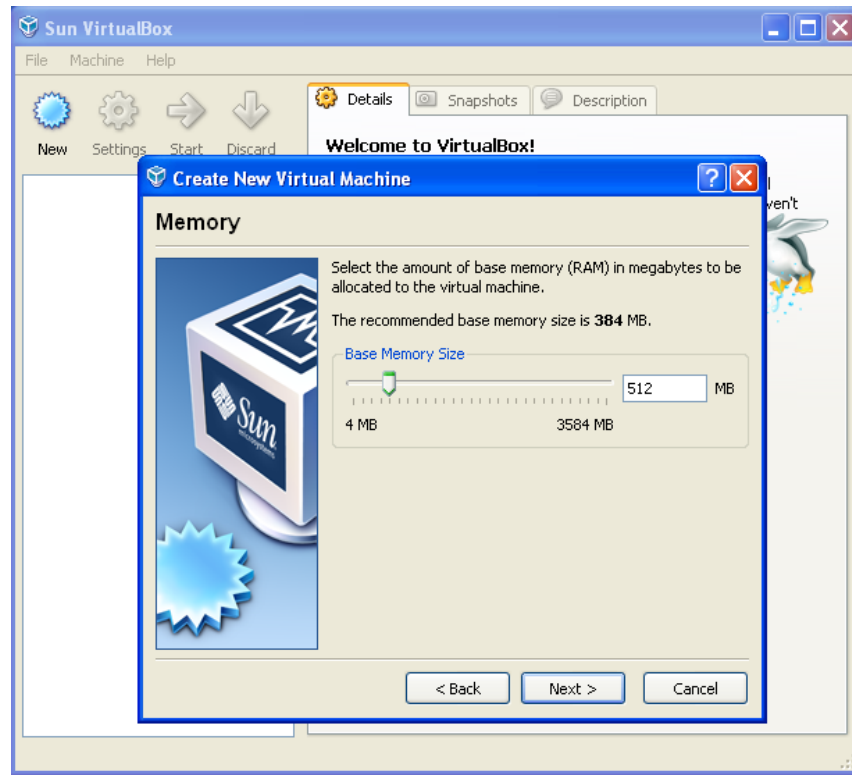 Sun VirtualBox
File Machine Help
New Settings Start Discard
Details Snapshots Description
Welcome to VirtualBox!
Create New Virtual Machine
Memory
Select the amount of base memory (RAM) in megabytes to be
allocated to the virtual machine.
The recommended base memory size is 384 MB.
Base Memory Size
512 MB
4 MB 3584 MB
Sun
microsystems
< Back Next > Cancel